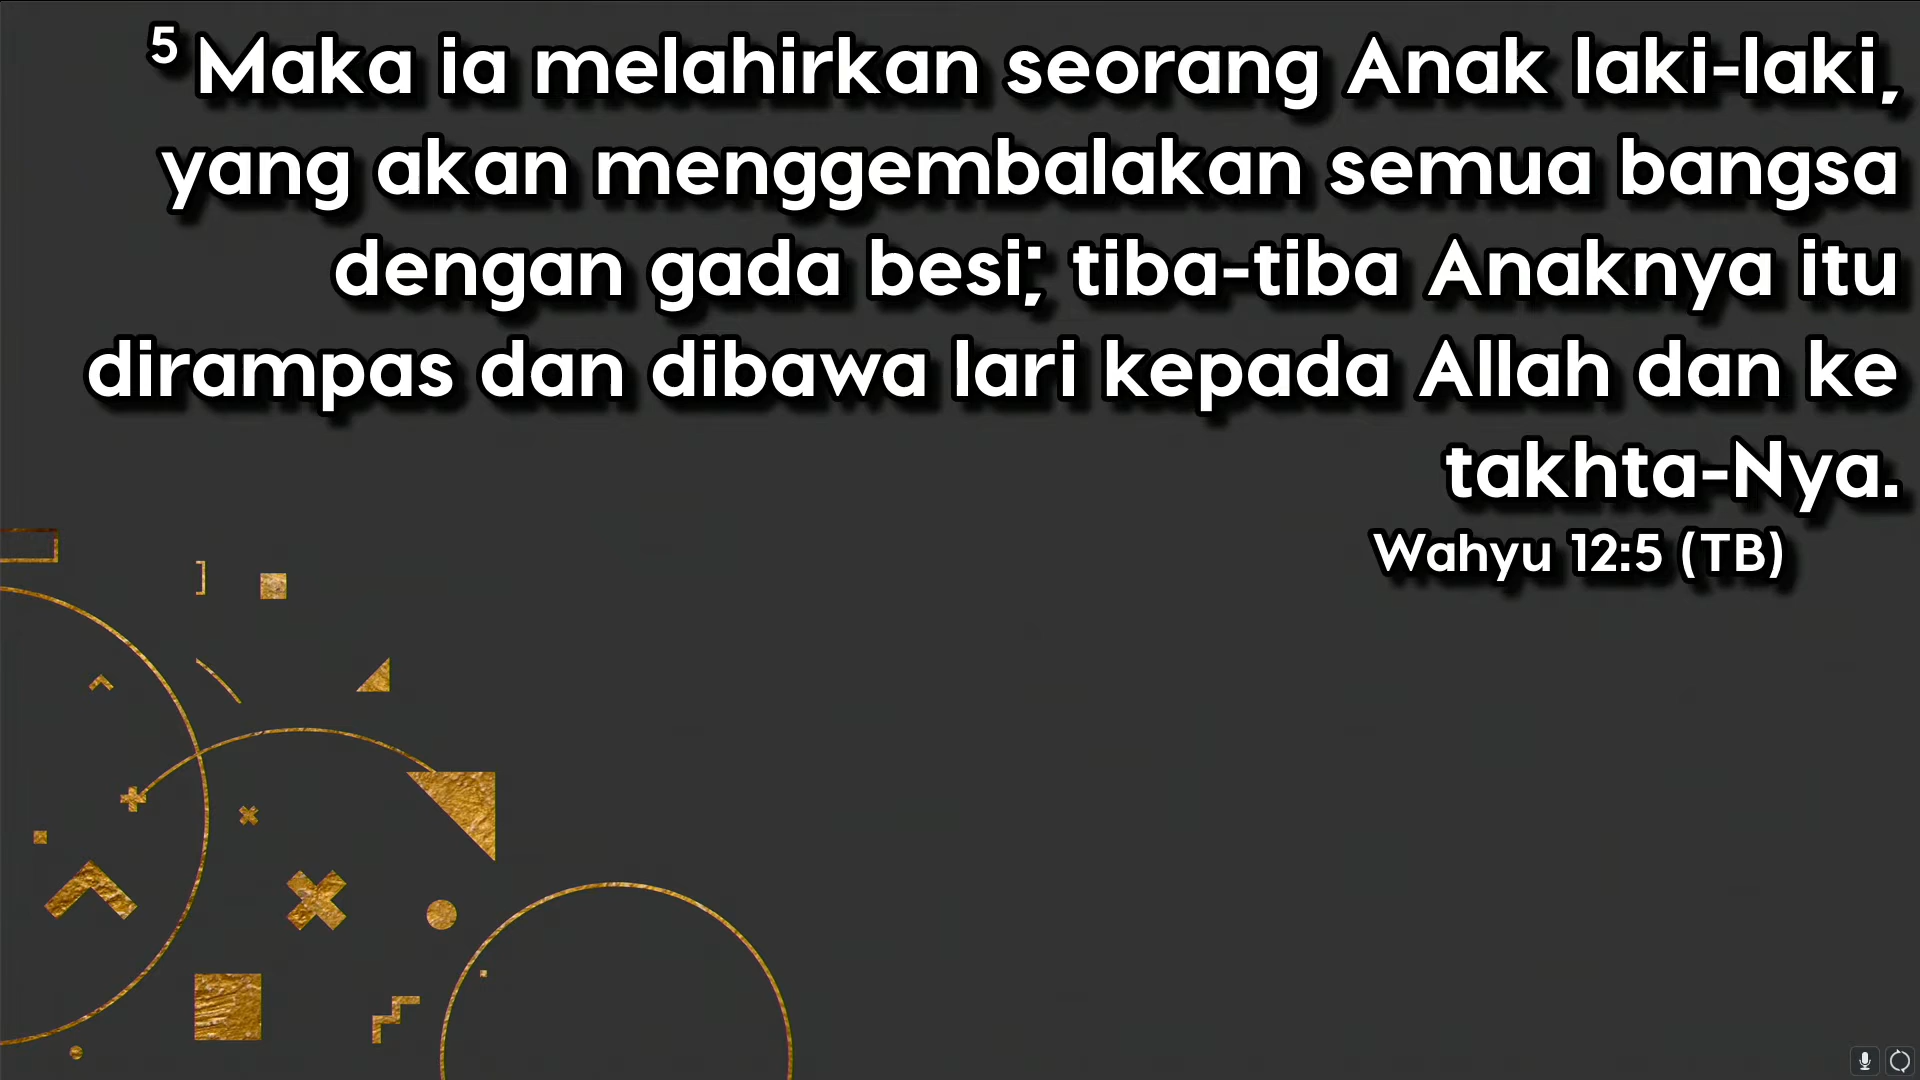 5 Maka ia melahirkan seorang Anak laki-laki,
yang akan menggembalakan semua bangsa
dengan gada besi; tiba-tiba Anaknya itu
dirampas dan dibawa lari kepada Allah dan ke
takhta-Nya.
Wahyu 12:5 (TB)